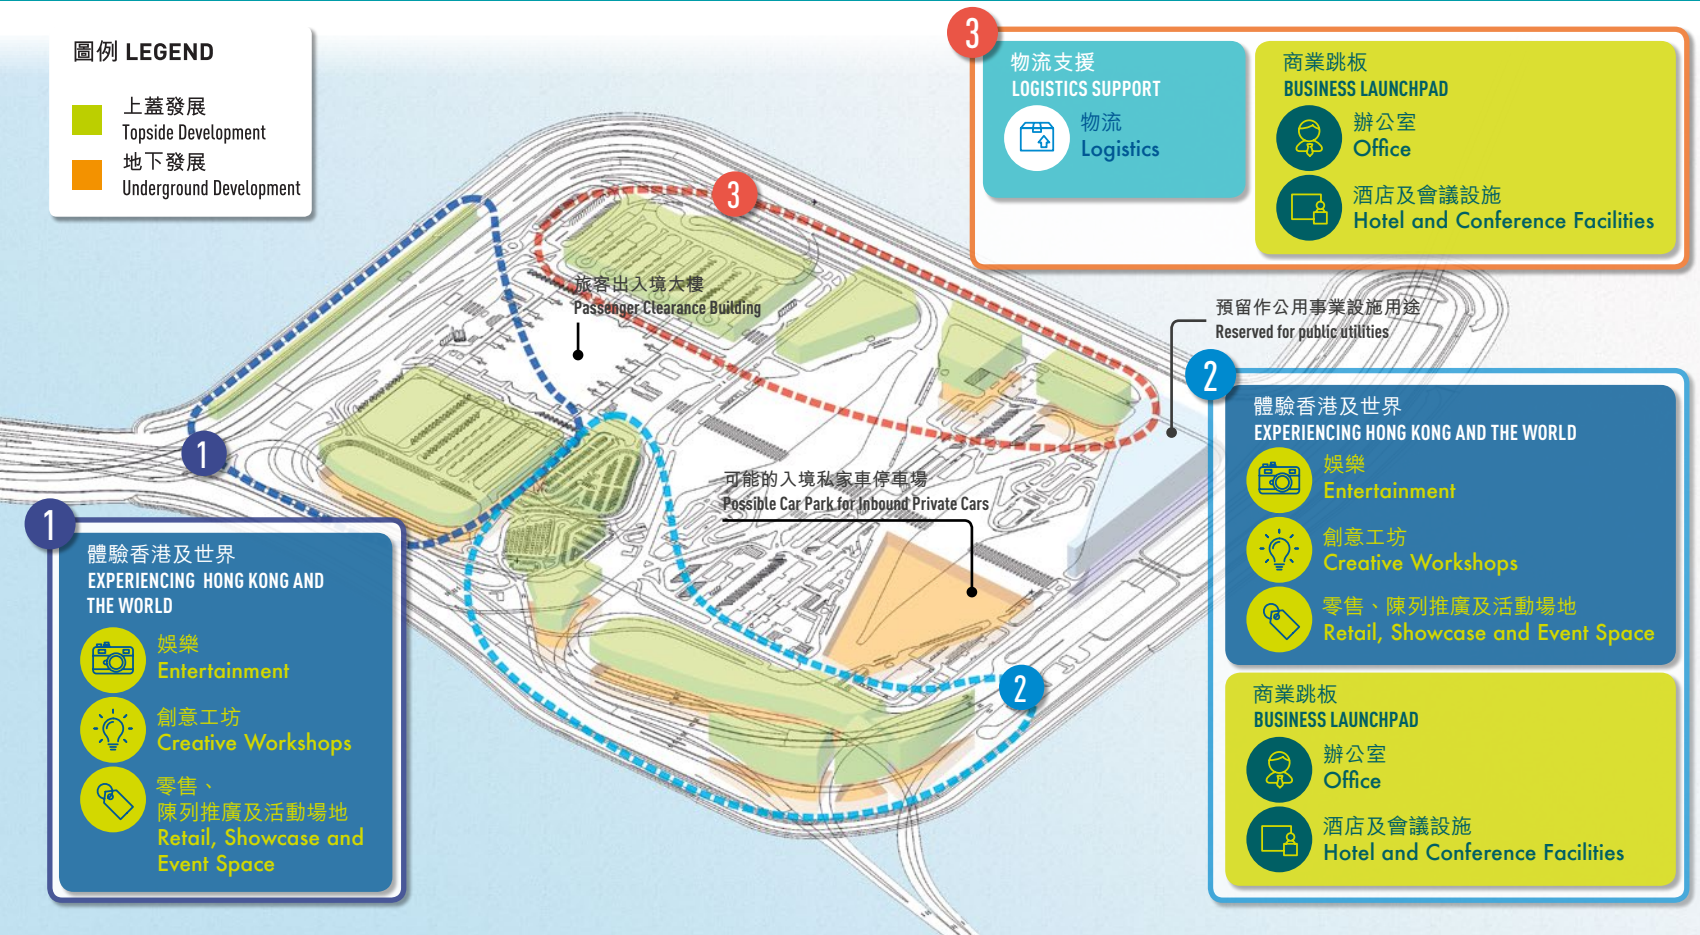 圖例 LEGEND
上蓋發展
Topside Development
地下發展
Underground Development
3
物流支援
LOGISTICS SUPPORT
物流
Logistics
商業跳板
BUSINESS LAUNCHPAD
辦公室
Office
酒店及會議設施
Hotel and Conference Facilities
3
旅客出入境大樓
Passenger Clearance Building
預留作公用事業設施用途
Reserved for public utilities
1
可能的入境私家車停車場
Possible Car Park for Inbound Private Cars
2
1
體驗香港及世界
EXPERIENCING HONG KONG AND
THE WORLD
娛樂
Entertainment
創意工坊
Creative Workshops
零售、
陳列推廣及活動場地
Retail, Showcase and
Event Space
2
體驗香港及世界
EXPERIENCING HONG KONG AND THE WORLD
娛樂
Entertainment
創意工坊
Creative Workshops
零售、陳列推廣及活動場地
Retail, Showcase and Event Space
商業跳板
BUSINESS LAUNCHPAD
辦公室
Office
酒店及會議設施
Hotel and Conference Facilities